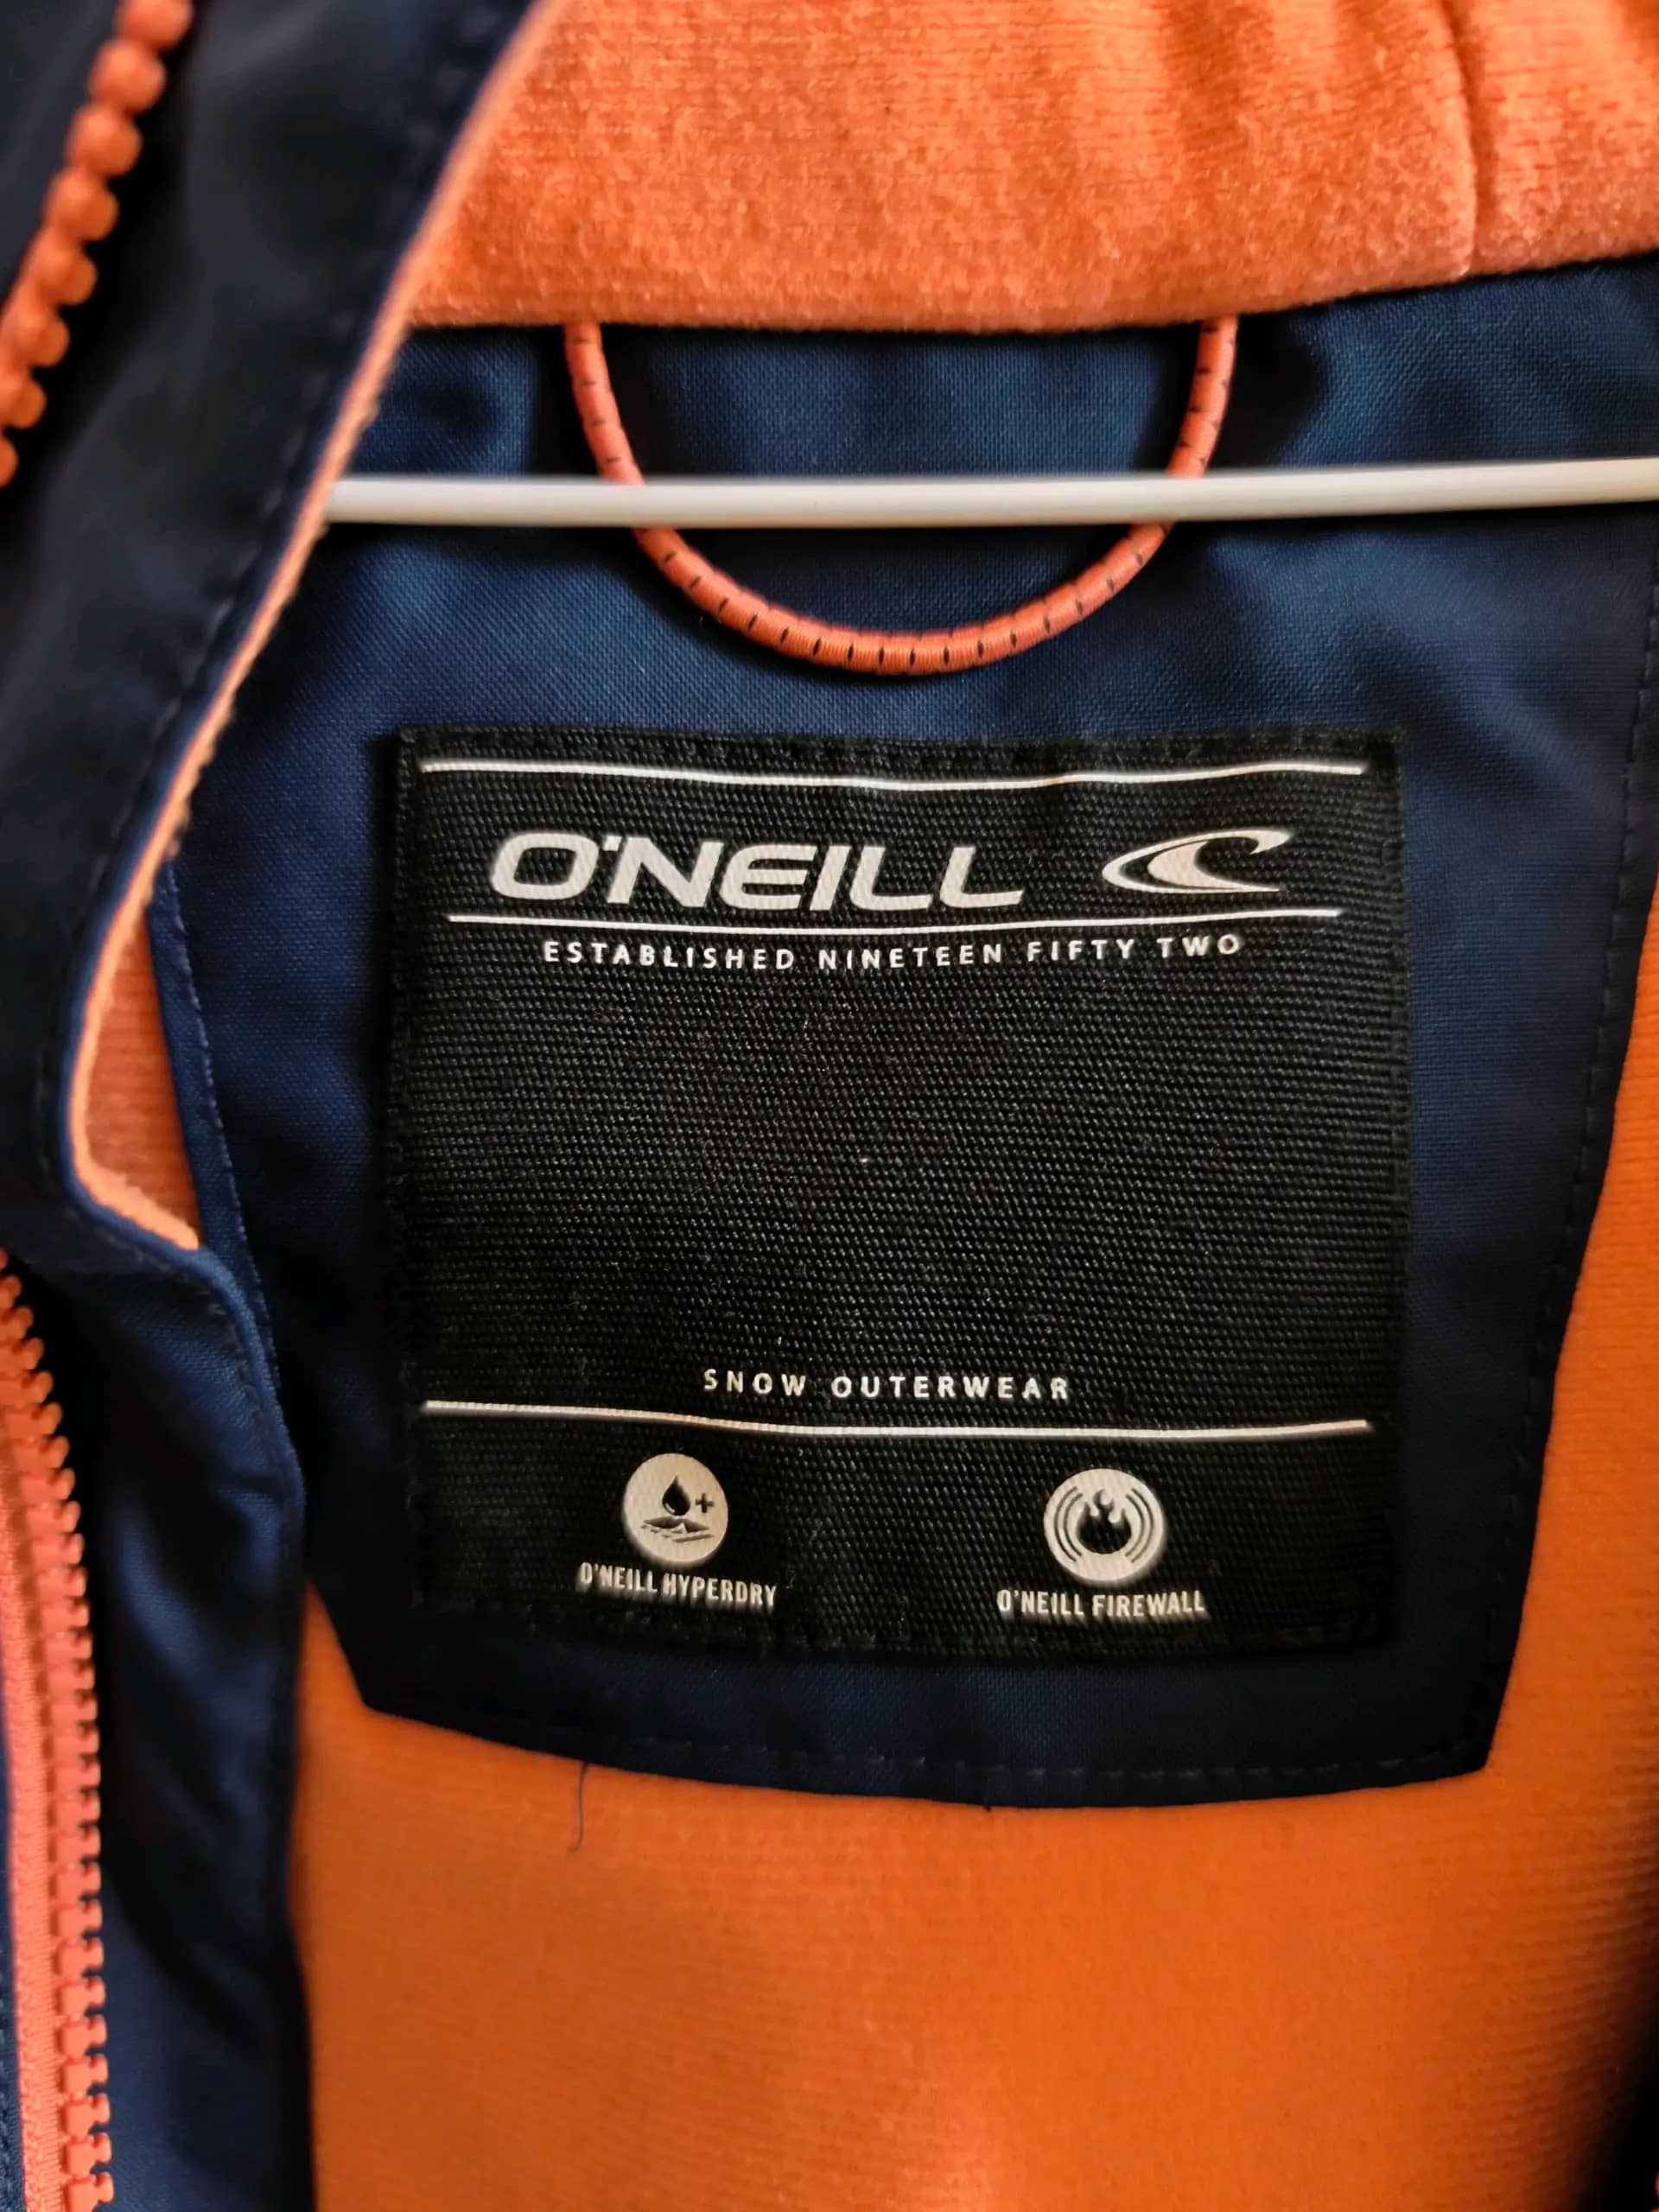 O'NEILL
ESTABLISHED NINETEEN FIFTY TWO
SNOW OUTERWEAR
O'NEILL HYPERDRY
O'NEILL FIREWALL